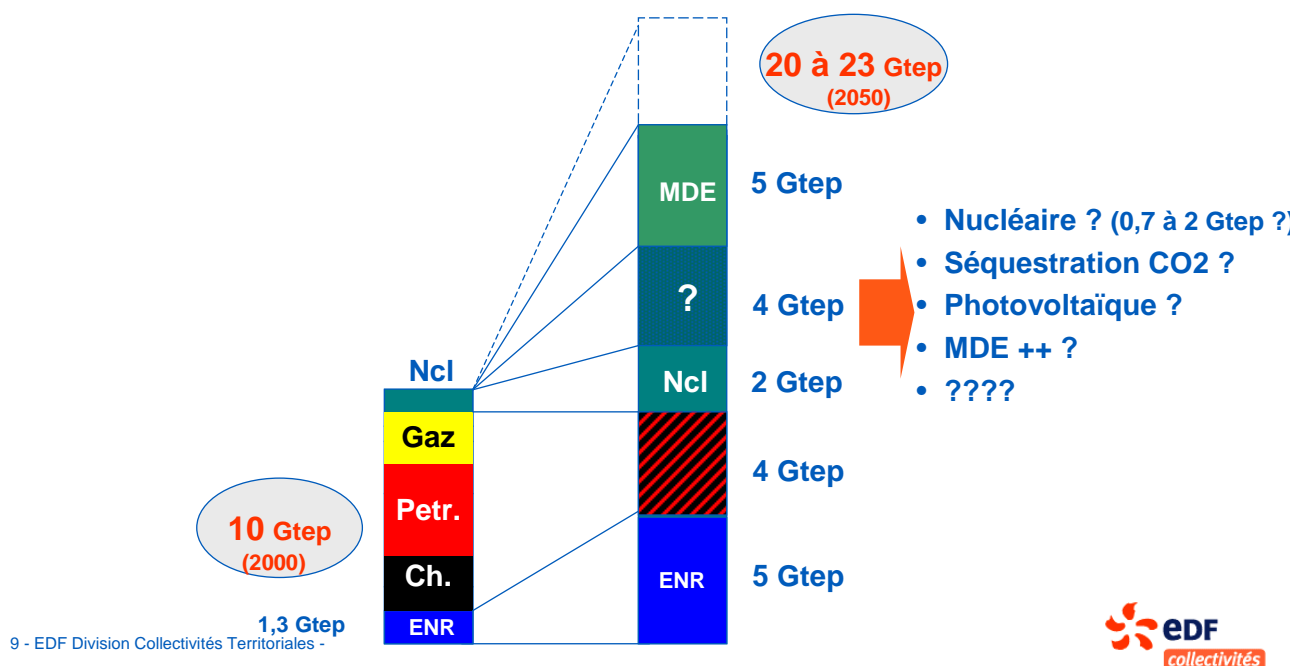 20 à 23 Gtep
(2050)
MDE
5 Gtep
?
4 Gtep
Ncl
2 Gtep
4 Gtep
ENR
5 Gtep
• Nucléaire ? (0,7 à 2 Gtep ?)
• Séquestration CO2 ?
• Photovoltaïque ?
• MDE ++ ?
• ????
Ncl
Gaz
Petr.
Ch.
ENR
10 Gtep
(2000)
1,3 Gtep
9 - EDF Division Collectivités Territoriales -
eDF
collectivités